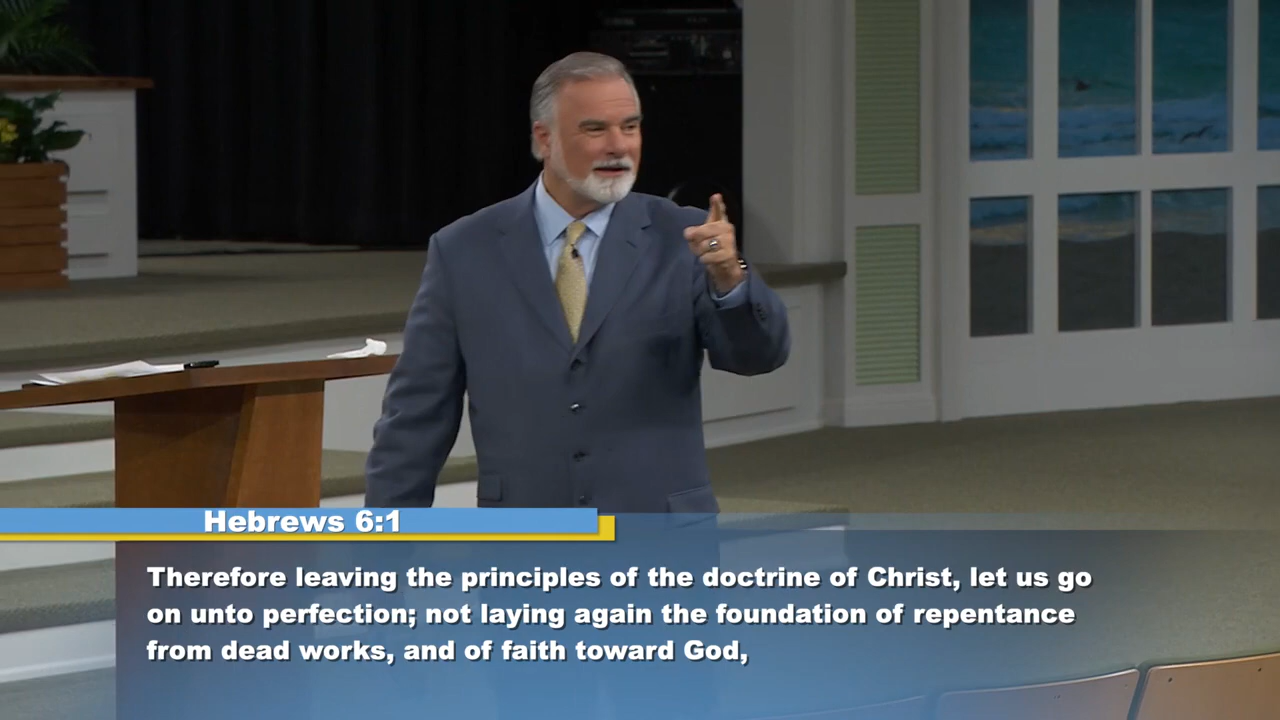 Hebrews 6:1
Therefore leaving the principles of the doctrine of Christ, let us go
on unto perfection; not laying again the foundation of repentance
from dead works, and of faith toward God,